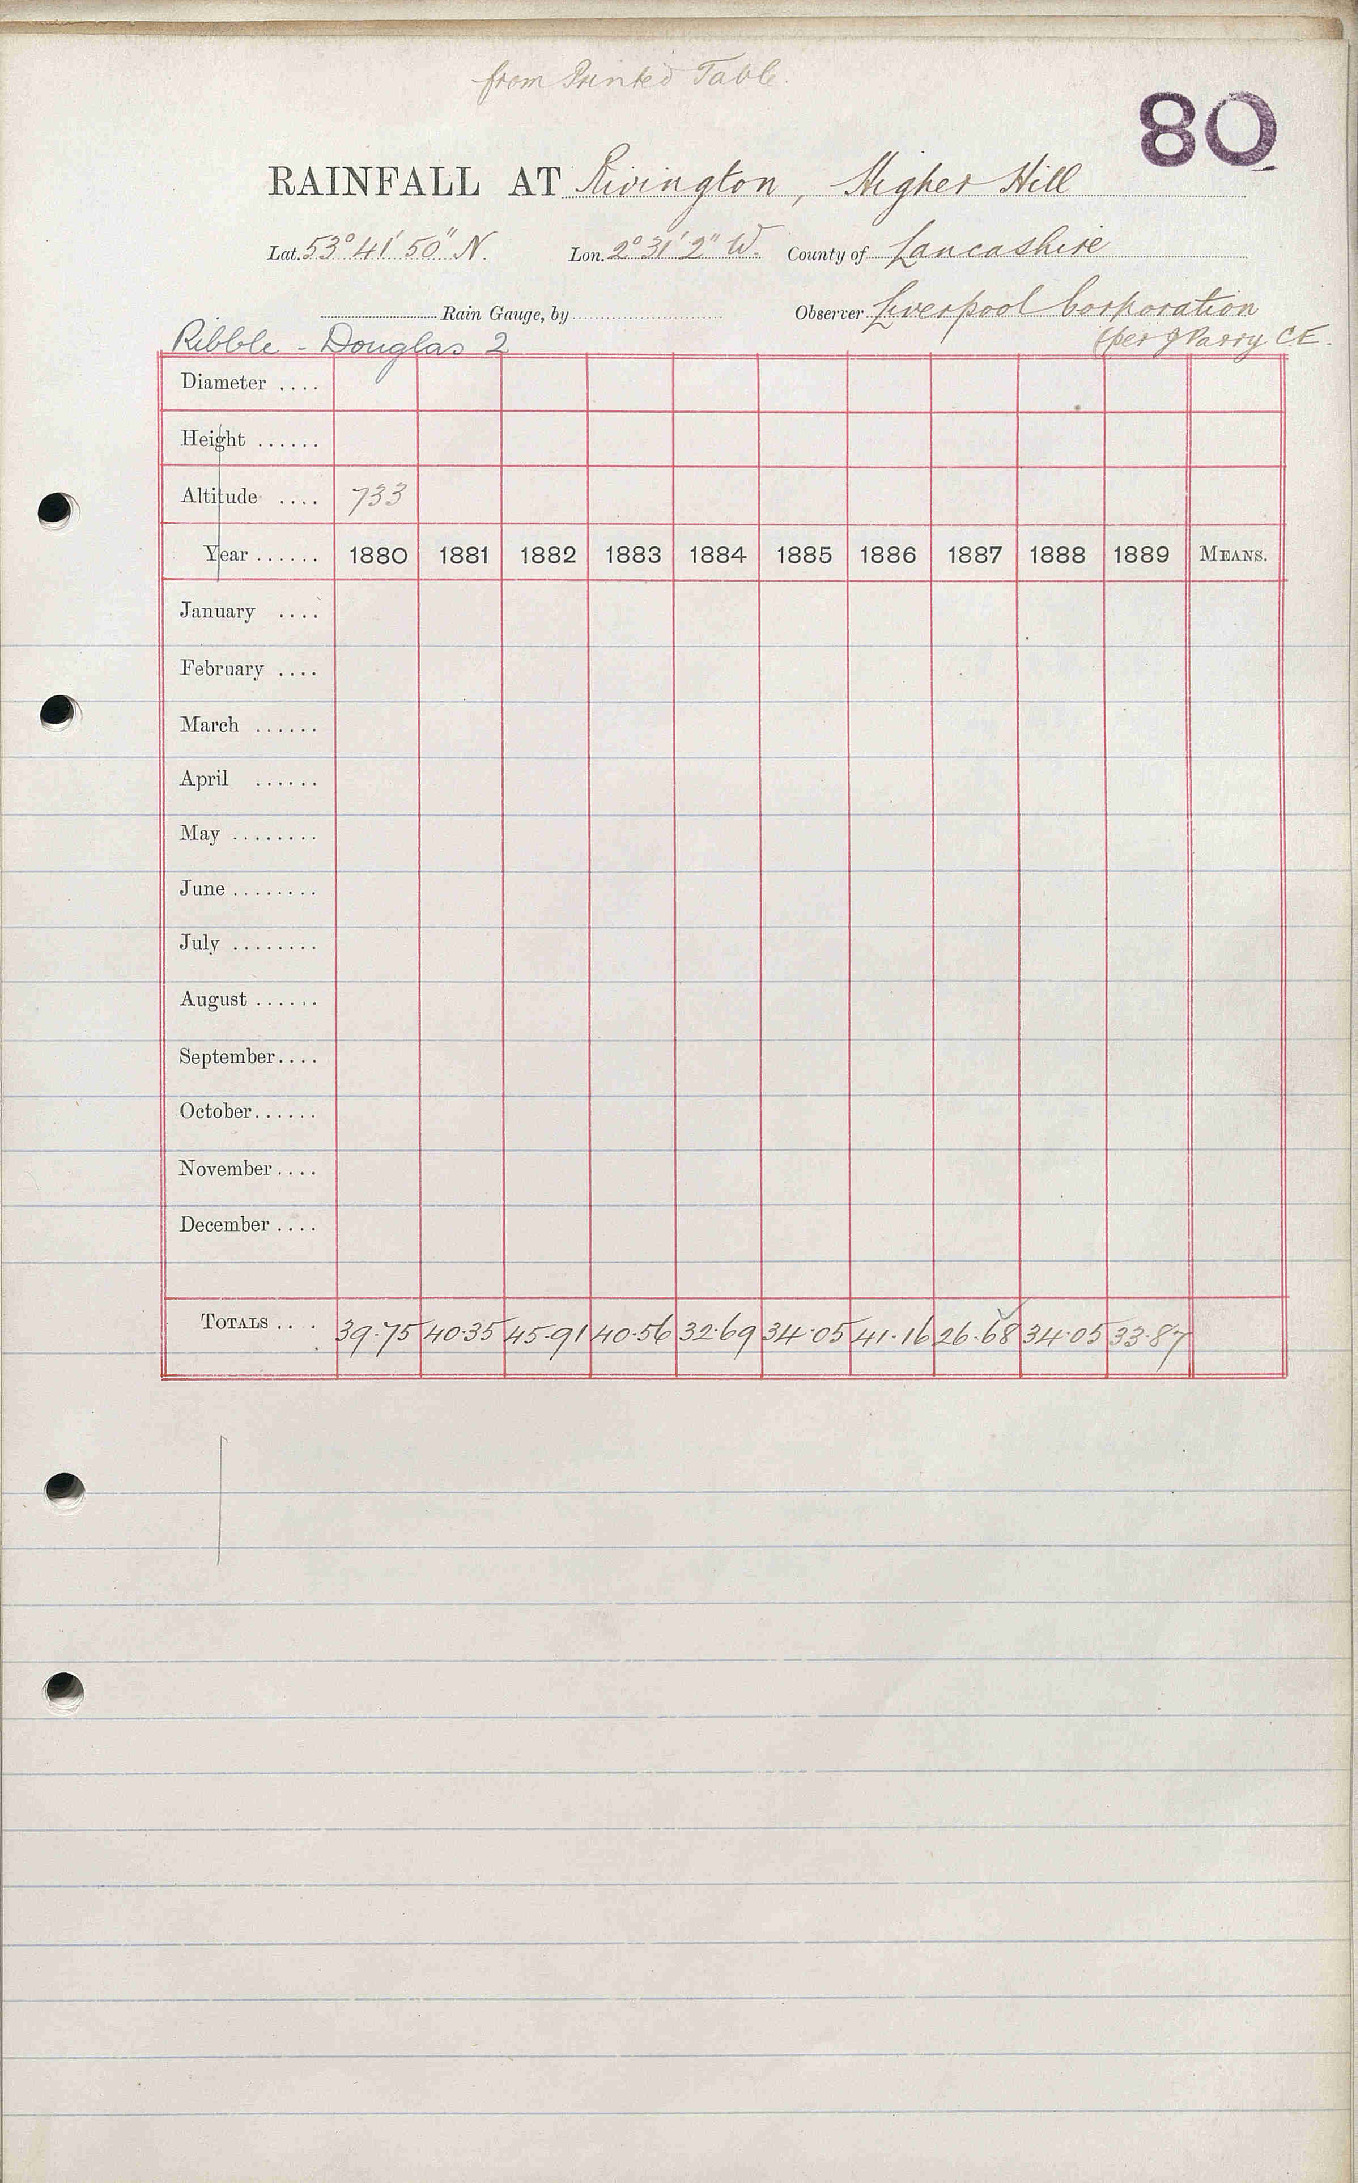 from Printed Table.
80
RAINFALL AT Rivington, Higher Hill
Lat. 53° 41' 50" N. Lon. 2° 31' 2" W. County of Lancashire
Rain Gauge, by Observer Liverpool Corporation
Ribble - Douglas 2 (per J Parry CE.
Diameter ....
Height ......
Altitude .... 733
Year ...... 1880 1881 1882 1883 1884 1885 1886 1887 1888 1889 MEANS.
January ....
February ....
March ......
April ......
May ........
June ........
July ........
August ......
September....
October......
November....
December....
TOTALS .... 39.75 40.35 45.91 40.56 32.69 34.05 41.16 26.68 34.05 33.87